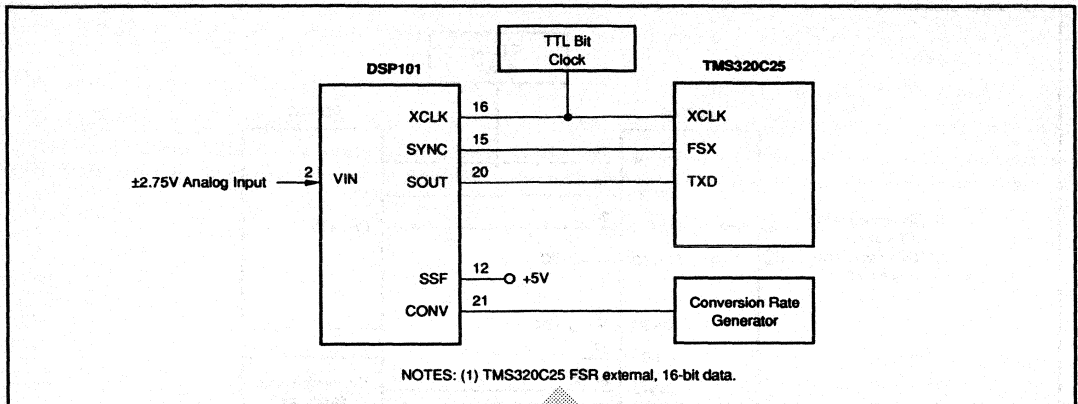 TTL Bit
Clock
DSP101
TMS320C25
XCLK 16 XCLK
SYNC 15 FSX
±2.75V Analog Input 2 VIN SOUT 20 TXD
SSF 12 +5V
CONV 21
Conversion Rate
Generator
NOTES: (1) TMS320C25 FSR external, 16-bit data.